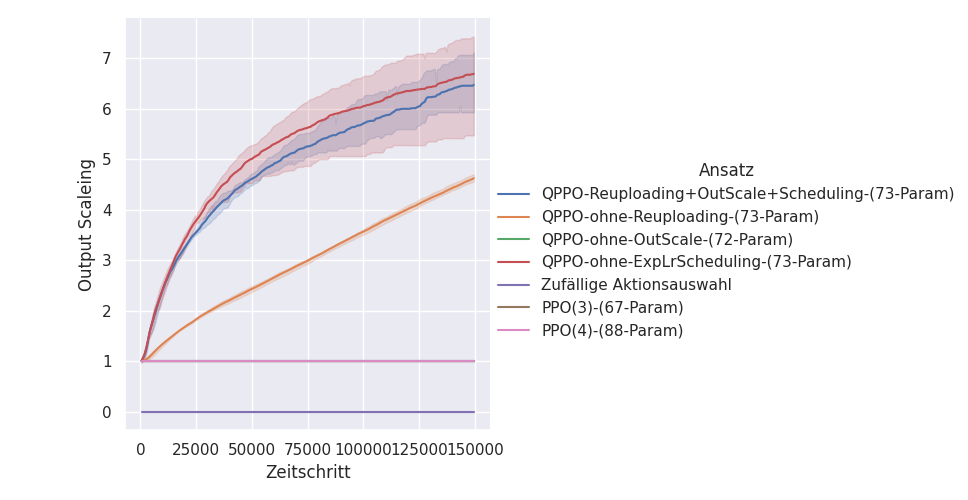 7
6
5
4
3
2
1
0
Output Scaleing
0
25000
50000
75000
100000
125000
150000
Zeitschritt
Ansatz
QPPO-Reuploading+OutScale+Scheduling-(73-Param)
QPPO-ohne-Reuploading-(73-Param)
QPPO-ohne-OutScale-(72-Param)
QPPO-ohne-ExpLrScheduling-(73-Param)
Zufällige Aktionsauswahl
PPO(3)-(67-Param)
PPO(4)-(88-Param)